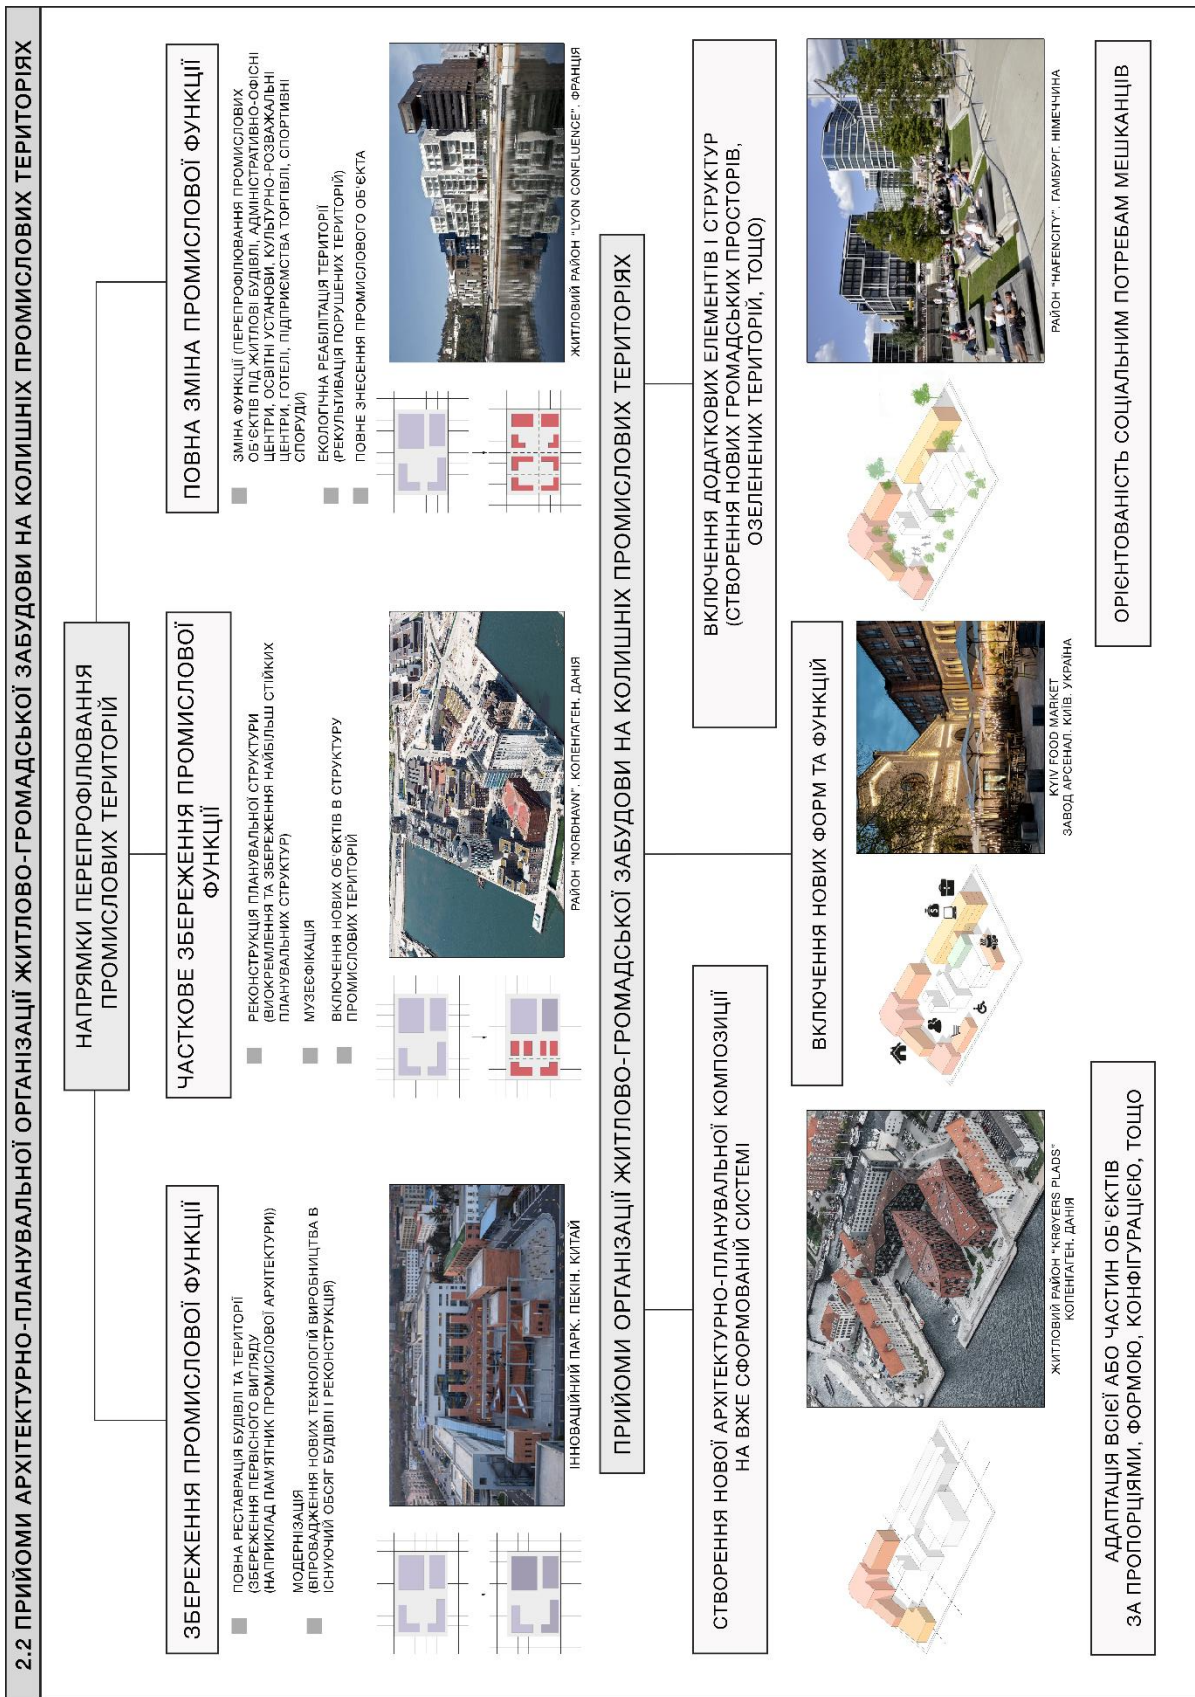 2.2 ПРИЙОМИ АРХІТЕКТУРНО-ПЛАНУВАЛЬНОЇ ОРГАНІЗАЦІЇ ЖИТЛОВО-ГРОМАДСЬКОЇ ЗАБУДОВИ НА КОЛИШНІХ ПРОМИСЛОВИХ ТЕРИТОРІЯХ
НАПРЯМКИ ПЕРЕПРОФІЛЮВАННЯ
ПРОМИСЛОВИХ ТЕРИТОРІЙ
ЗБЕРЕЖЕННЯ ПРОМИСЛОВОЇ ФУНКЦІЇ
ПОВНА РЕСТАВРАЦІЯ БУДІВЛІ ТА ТЕРИТОРІЇ
(ЗБЕРЕЖЕННЯ ПЕРВІСНОГО ВИГЛЯДУ
(НАПРИКЛАД ПАМ'ЯТНИК ПРОМИСЛОВОЇ АРХІТЕКТУРИ))
МОДЕРНІЗАЦІЯ
(ВПРОВАДЖЕННЯ НОВИХ ТЕХНОЛОГІЙ ВИРОБНИЦТВА В
ІСНУЮЧИЙ ОБСЯГ БУДІВЛІ І РЕКОНСТРУКЦІЯ)
ІННОВАЦІЙНИЙ ПАРК. ПЕКІН. КИТАЙ
ЧАСТКОВЕ ЗБЕРЕЖЕННЯ ПРОМИСЛОВОЇ
ФУНКЦІЇ
РЕКОНСТРУКЦІЯ ПЛАНУВАЛЬНОЇ СТРУКТУРИ
(ВИОКРЕМЛЕННЯ ТА ЗБЕРЕЖЕННЯ НАЙБІЛЬШ СТІЙКИХ
ПЛАНУВАЛЬНИХ СТРУКТУР)
МУЗЕЄФІКАЦІЯ
ВКЛЮЧЕННЯ НОВИХ ОБ'ЄКТІВ В СТРУКТУРУ
ПРОМИСЛОВИХ ТЕРИТОРІЙ
РАЙОН "NORDHAVN". КОПЕНГАГЕН. ДАНІЯ
ПОВНА ЗМІНА ПРОМИСЛОВОЇ ФУНКЦІЇ
ЗМІНА ФУНКЦІЇ (ПЕРЕПРОФІЛЮВАННЯ ПРОМИСЛОВИХ
ОБ'ЄКТІВ ПІД ЖИТЛОВІ БУДІВЛІ, АДМІНІСТРАТИВНО-ОФІСНІ
ЦЕНТРИ, ОСВІТНІ УСТАНОВИ, КУЛЬТУРНО-РОЗВАЖАЛЬНІ
ЦЕНТРИ, ГОТЕЛІ, ПІДПРИЄМСТВА ТОРГІВЛІ, СПОРТИВНІ
СПОРУДИ)
ЕКОЛОГІЧНА РЕАБІЛІТАЦІЯ ТЕРИТОРІЇ
(РЕКУЛЬТИВАЦІЯ ПОРУШЕНИХ ТЕРИТОРІЙ)
ПОВНЕ ЗНЕСЕННЯ ПРОМИСЛОВОГО ОБ'ЄКТА
ЖИТЛОВИЙ РАЙОН "LYON CONFLUENCE". ФРАНЦІЯ
ПРИЙОМИ ОРГАНІЗАЦІЇ ЖИТЛОВО-ГРОМАДСЬКОЇ ЗАБУДОВИ НА КОЛИШНІХ ПРОМИСЛОВИХ ТЕРИТОРІЯХ
СТВОРЕННЯ НОВОЇ АРХІТЕКТУРНО-ПЛАНУВАЛЬНОЇ КОМПОЗИЦІЇ
НА ВЖЕ СФОРМОВАНІЙ СИСТЕМІ
ЖИТЛОВИЙ РАЙОН "KRØYERS PLADS"
КОПЕНГАГЕН. ДАНІЯ
ВКЛЮЧЕННЯ НОВИХ ФОРМ ТА ФУНКЦІЙ
KYIV FOOD MARKET
ЗАВОД АРСЕНАЛ. КИЇВ. УКРАЇНА
ВКЛЮЧЕННЯ ДОДАТКОВИХ ЕЛЕМЕНТІВ І СТРУКТУР
(СТВОРЕННЯ НОВИХ ГРОМАДСЬКИХ ПРОСТОРІВ,
ОЗЕЛЕНЕНИХ ТЕРИТОРІЙ, ТОЩО)
РАЙОН "HAFENCITY". ГАМБУРГ. НІМЕЧЧИНА
АДАПТАЦІЯ ВСІЄЇ АБО ЧАСТИН ОБ'ЄКТІВ
ЗА ПРОПОРЦІЯМИ, ФОРМОЮ, КОНФІГУРАЦІЄЮ, ТОЩО
ОРІЄНТОВАНІСТЬ СОЦІАЛЬНИМ ПОТРЕБАМ МЕШКАНЦІВ